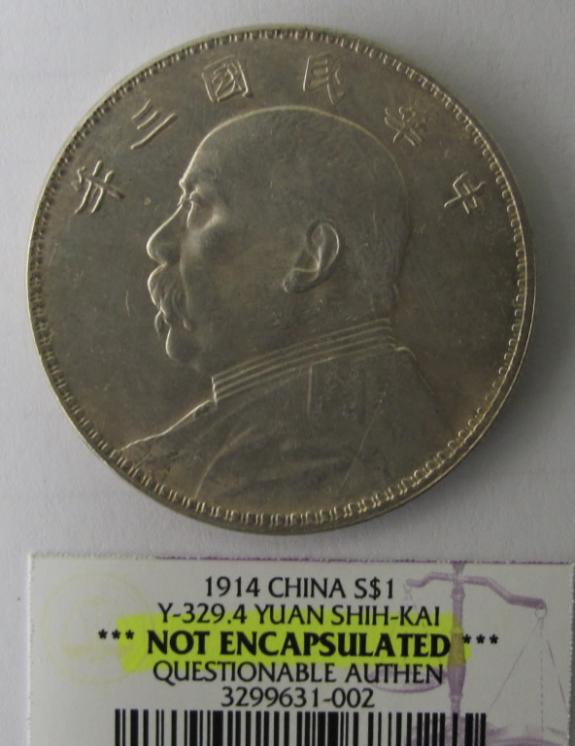 年三國民華中
1914 CHINA S$1
Y-329.4 YUAN SHIH-KAI
*** NOT ENCAPSULATED ***
QUESTIONABLE AUTHEN
3299631-002